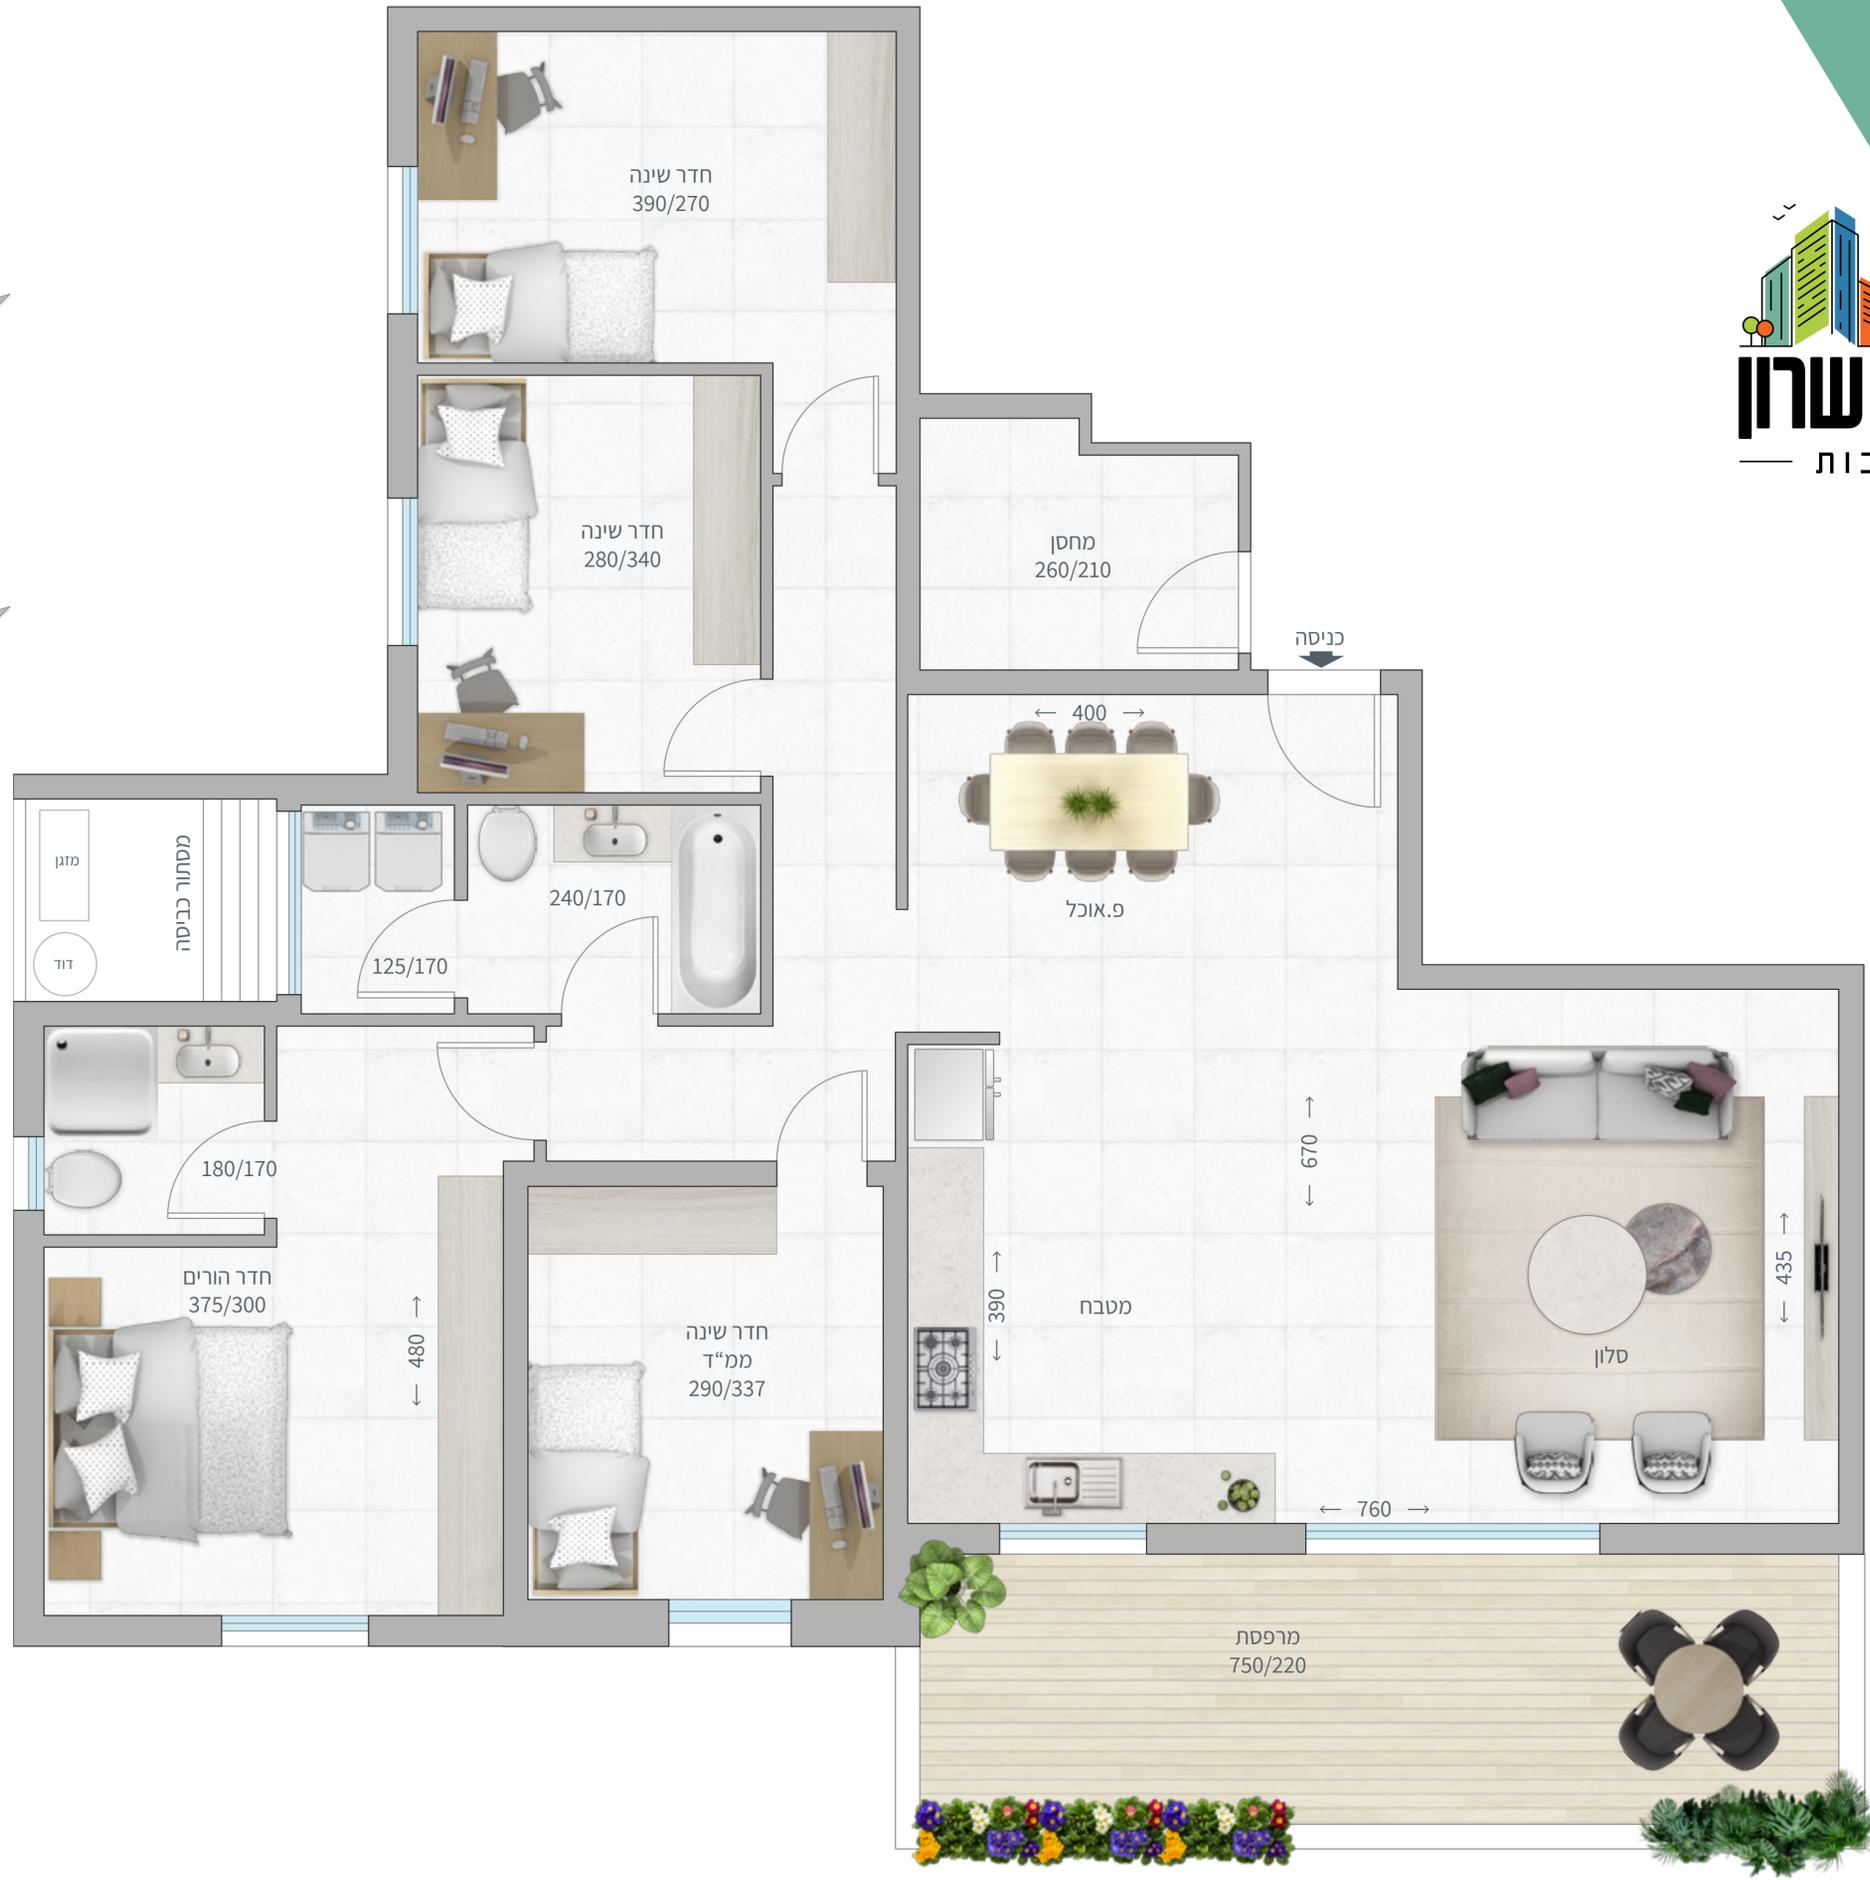 חדר שינה
390/270
שרון
חדר שינה
280/340
מחסן
260/210
כניסה
← 400 →
מזגן
דוד
מסתור כביסה
240/170
125/170
פ.אוכל
180/170
← 670 →
חדר הורים
375/300
← 480 →
חדר שינה
ממ“ד
290/337
← 390 →
מטבח
← 435 →
סלון
← 760 →
מרפסת
750/220